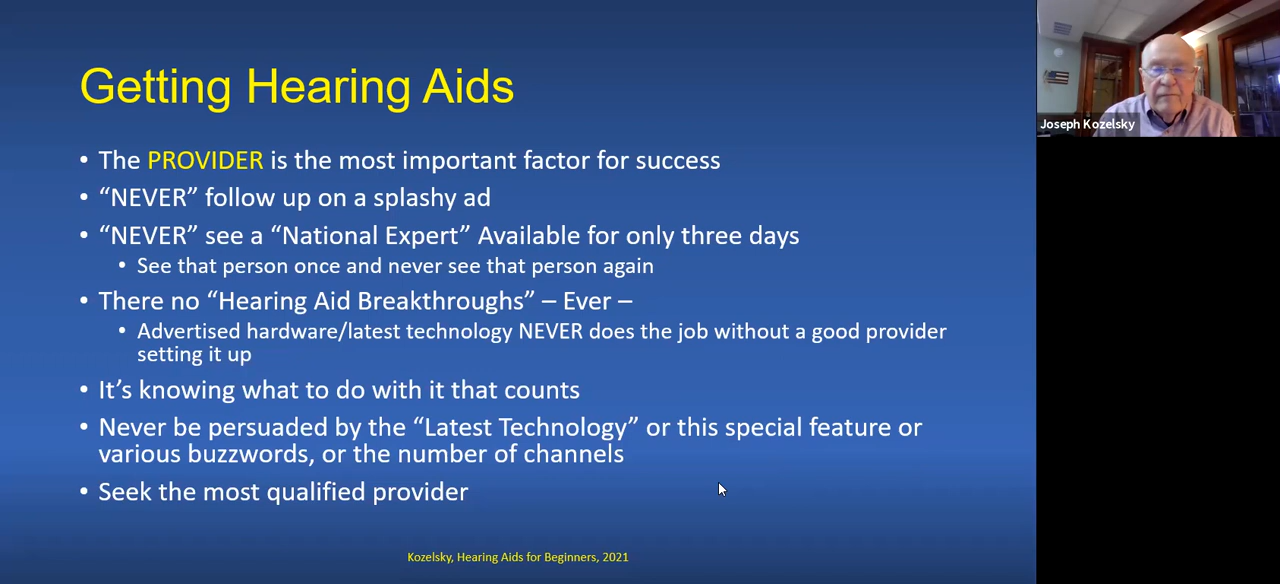 Getting Hearing Aids
• The PROVIDER is the most important factor for success
• “NEVER” follow up on a splashy ad
• “NEVER” see a “National Expert” Available for only three days
• See that person once and never see that person again
• There no “Hearing Aid Breakthroughs” – Ever –
• Advertised hardware/latest technology NEVER does the job without a good provider
setting it up
• It’s knowing what to do with it that counts
• Never be persuaded by the “Latest Technology” or this special feature or
various buzzwords, or the number of channels
• Seek the most qualified provider
Kozelsky, Hearing Aids for Beginners, 2021
Joseph Kozelsky